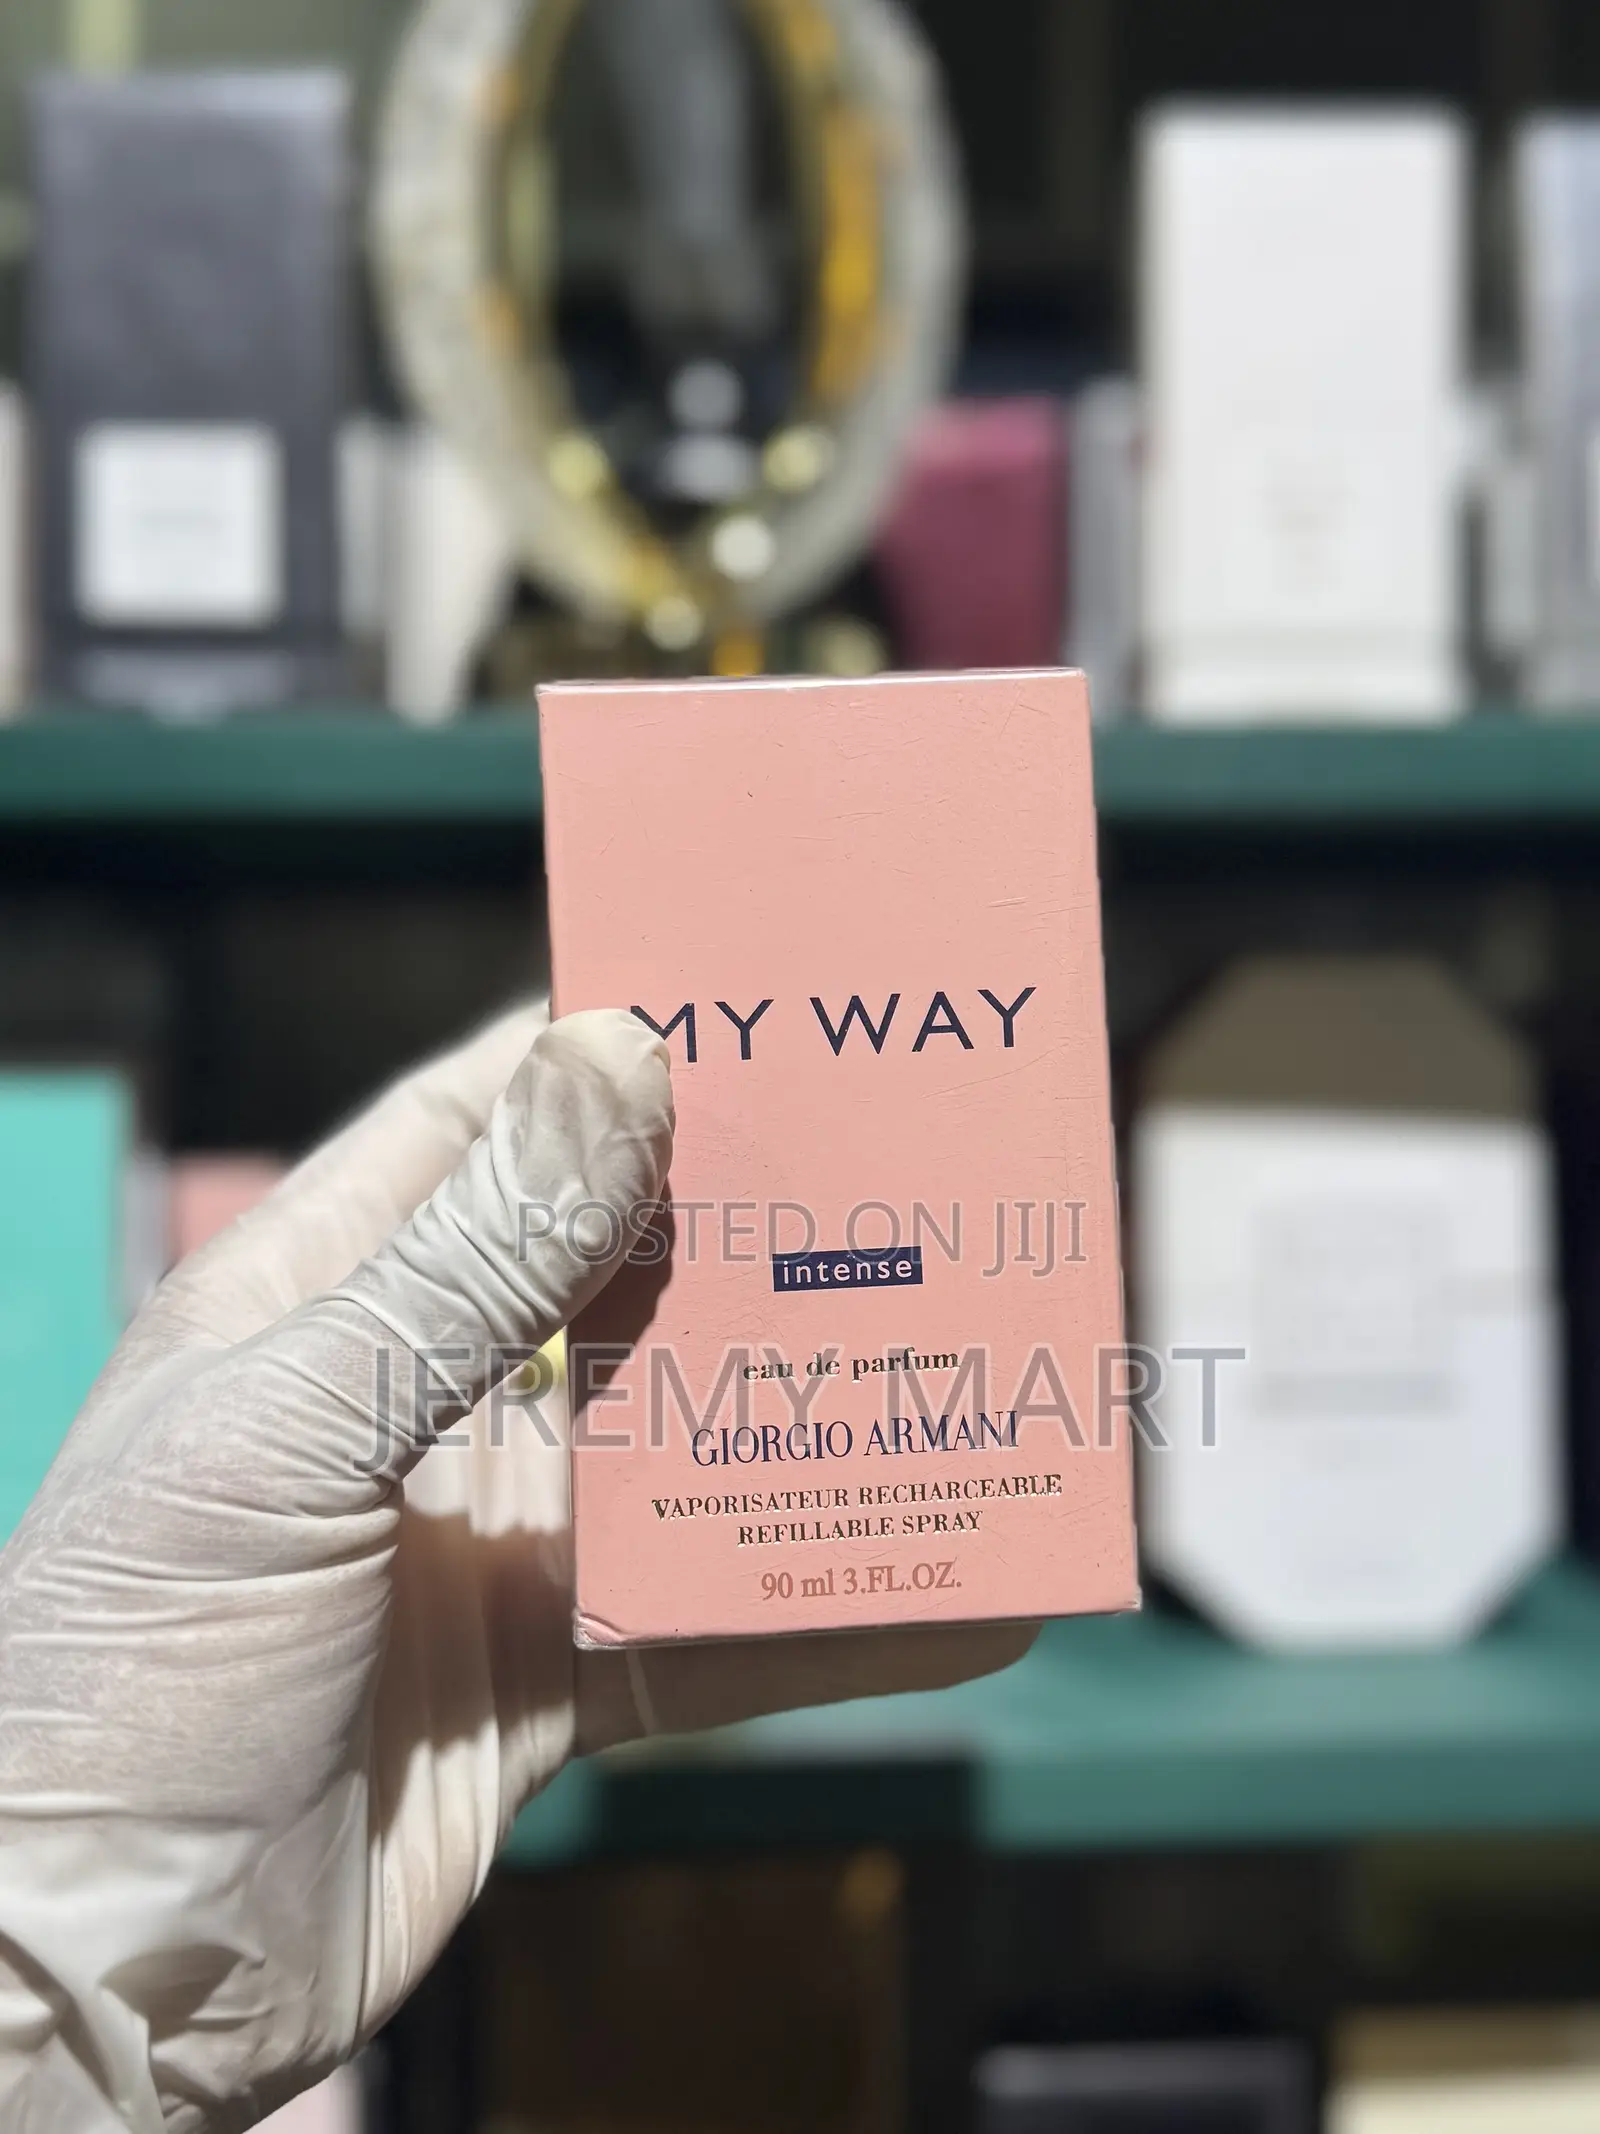 MY WAY
POSTED ON JIJI
intense
JEREMY MART
eau de parfum
GIORGIO ARMANI
VAPORISATEUR RECHARGEABLE
REFILLABLE SPRAY
90 ml 3.FL.OZ.